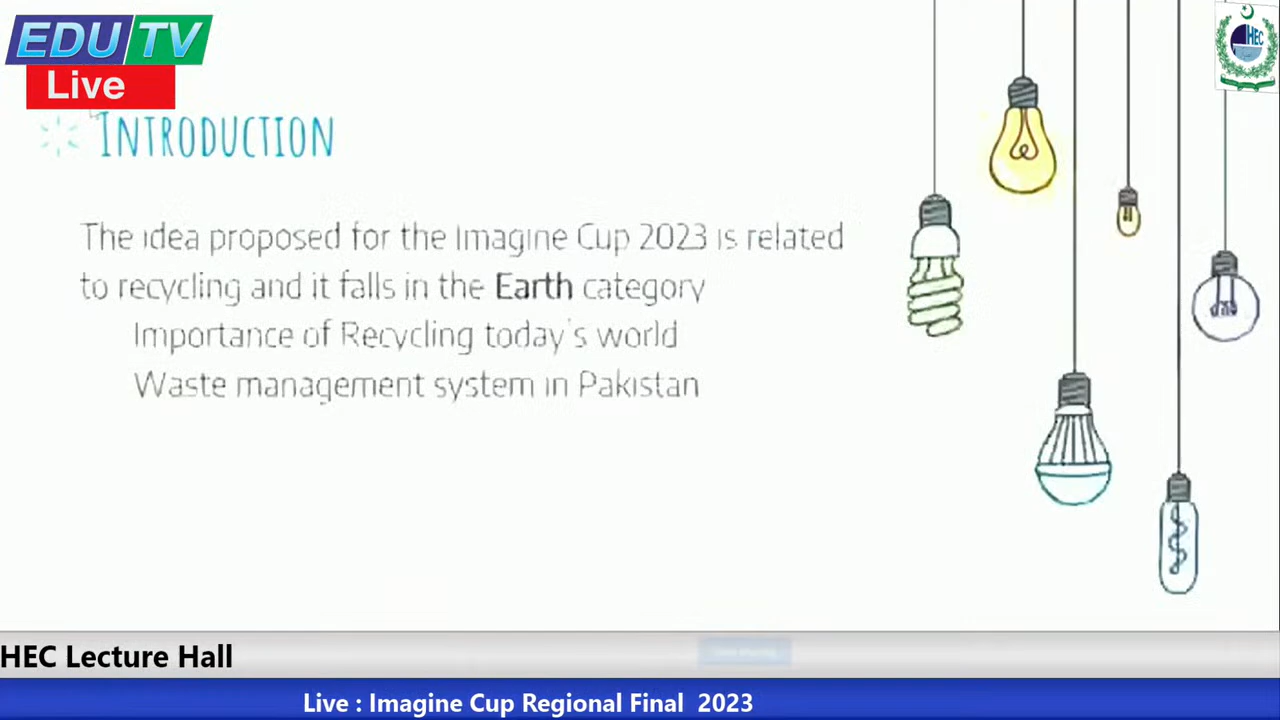 EDU TV
Live
HEC
INTRODUCTION
The idea proposed for the Imagine Cup 2023 is related
to recycling and it falls in the Earth category
Importance of Recycling today's world
Waste management system in Pakistan
HEC Lecture Hall
Live : Imagine Cup Regional Final 2023